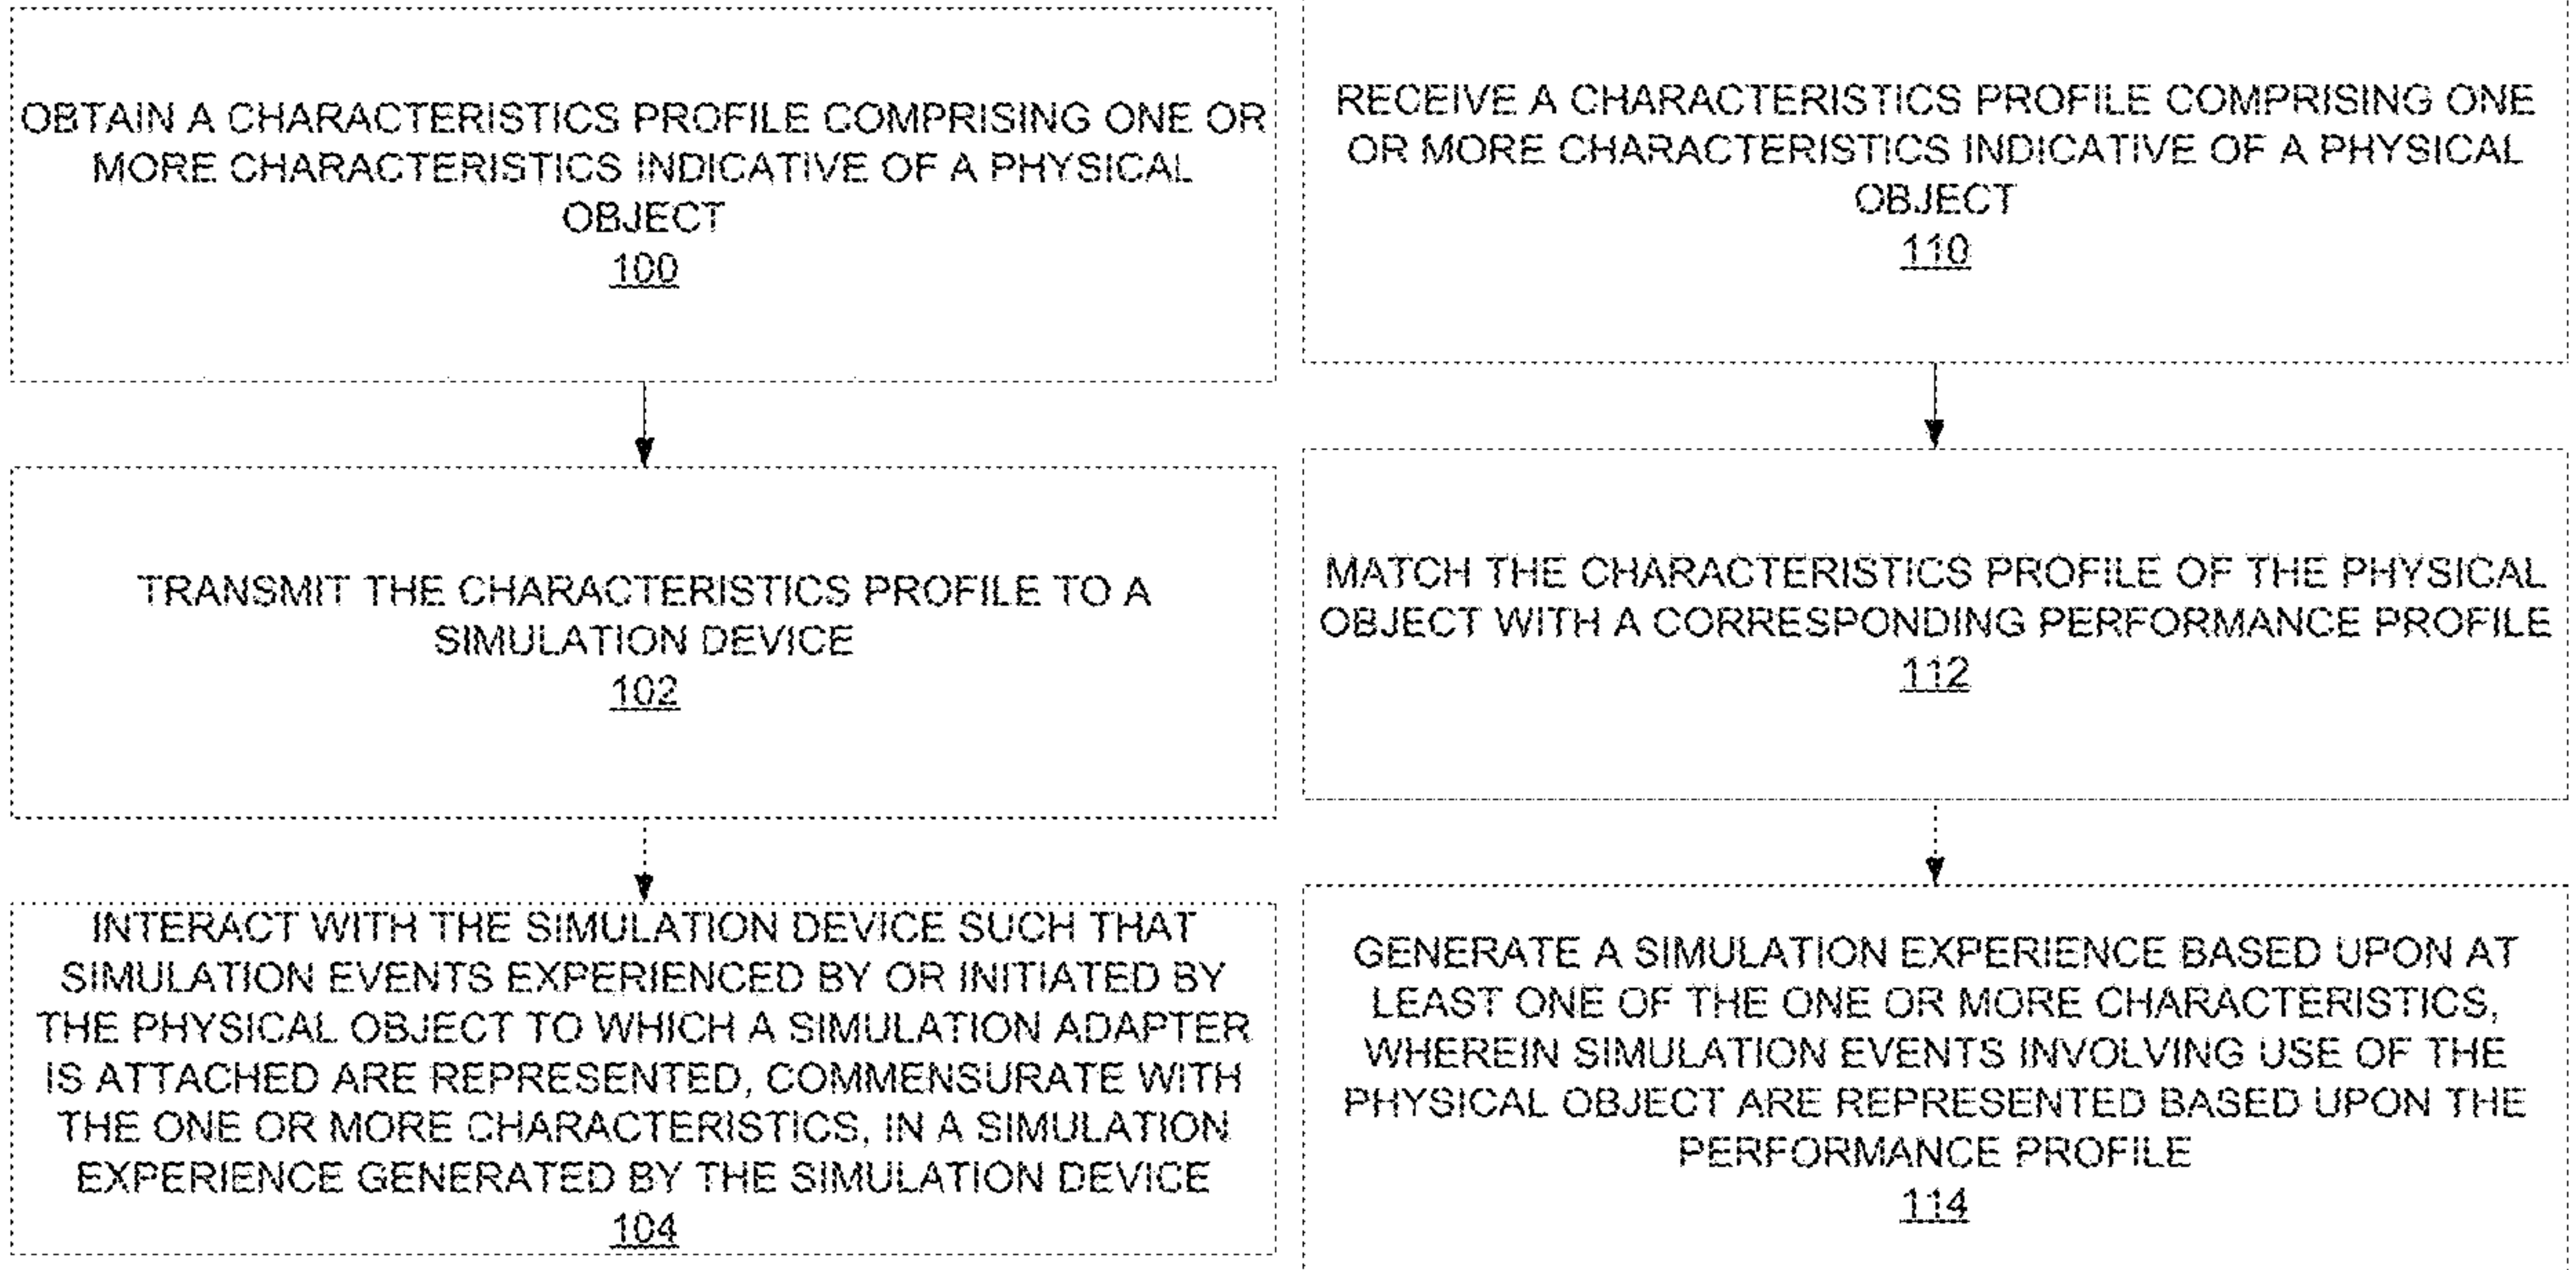 OBTAIN A CHARACTERISTICS PROFILE COMPRISING ONE OR
MORE CHARACTERISTICS INDICATIVE OF A PHYSICAL
OBJECT
100
TRANSMIT THE CHARACTERISTICS PROFILE TO A
SIMULATION DEVICE
102
INTERACT WITH THE SIMULATION DEVICE SUCH THAT
SIMULATION EVENTS EXPERIENCED BY OR INITIATED BY
THE PHYSICAL OBJECT TO WHICH A SIMULATION ADAPTER
IS ATTACHED ARE REPRESENTED, COMMENSURATE WITH
THE ONE OR MORE CHARACTERISTICS, IN A SIMULATION
EXPERIENCE GENERATED BY THE SIMULATION DEVICE
104
RECEIVE A CHARACTERISTICS PROFILE COMPRISING ONE
OR MORE CHARACTERISTICS INDICATIVE OF A PHYSICAL
OBJECT
110
MATCH THE CHARACTERISTICS PROFILE OF THE PHYSICAL
OBJECT WITH A CORRESPONDING PERFORMANCE PROFILE
112
GENERATE A SIMULATION EXPERIENCE BASED UPON AT
LEAST ONE OF THE ONE OR MORE CHARACTERISTICS,
WHEREIN SIMULATION EVENTS INVOLVING USE OF THE
PHYSICAL OBJECT ARE REPRESENTED BASED UPON THE
PERFORMANCE PROFILE
114